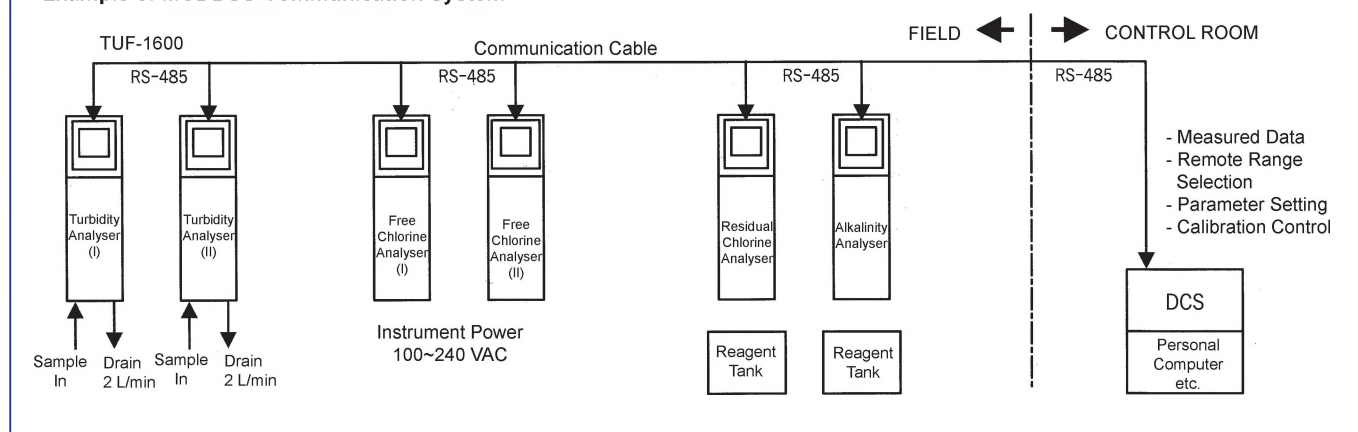 TUF-1600
Communication Cable
FIELD
CONTROL ROOM
RS-485
RS-485
RS-485
RS-485
- Measured Data
- Remote Range
Selection
- Parameter Setting
- Calibration Control
Turbidity
Analyser
(I)
Turbidity
Analyser
(II)
Free
Chlorine
Analyser
(I)
Free
Chlorine
Analyser
(II)
Residual
Chlorine
Analyser
Alkalinity
Analyser
DCS
Personal
Computer
etc.
Instrument Power
100~240 VAC
Sample
In
Drain
2 L/min
Sample
In
Drain
2 L/min
Reagent
Tank
Reagent
Tank